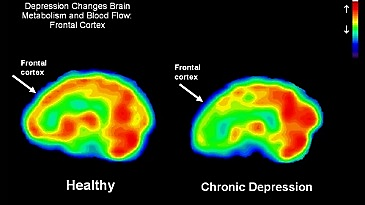 Depression Changes Brain
Metabolism and Blood Flow:
Frontal Cortex
Frontal
cortex
Frontal
cortex
Healthy
Chronic Depression